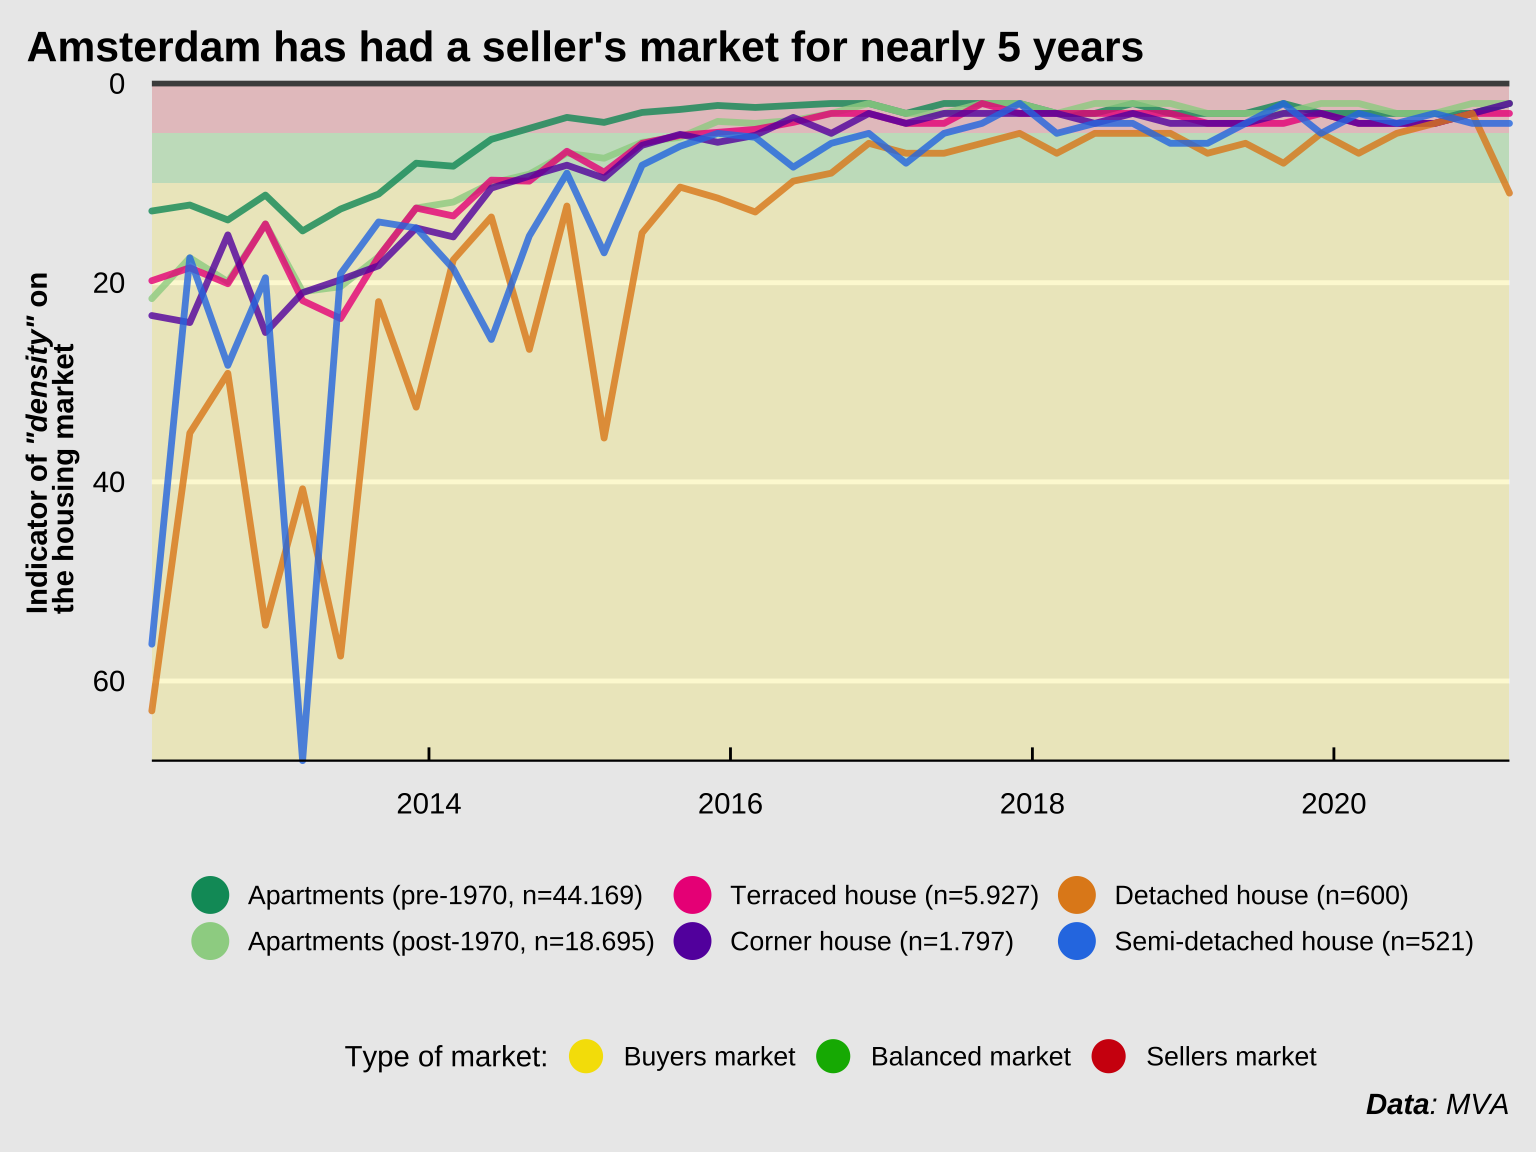 Amsterdam has had a seller's market for nearly 5 years
0
20
40
60
Indicator of "density" on
the housing market
2014 2016 2018 2020
Apartments (pre-1970, n=44.169) Terraced house (n=5.927) Detached house (n=600)
Apartments (post-1970, n=18.695) Corner house (n=1.797) Semi-detached house (n=521)
Type of market: Buyers market Balanced market Sellers market
Data: MVA